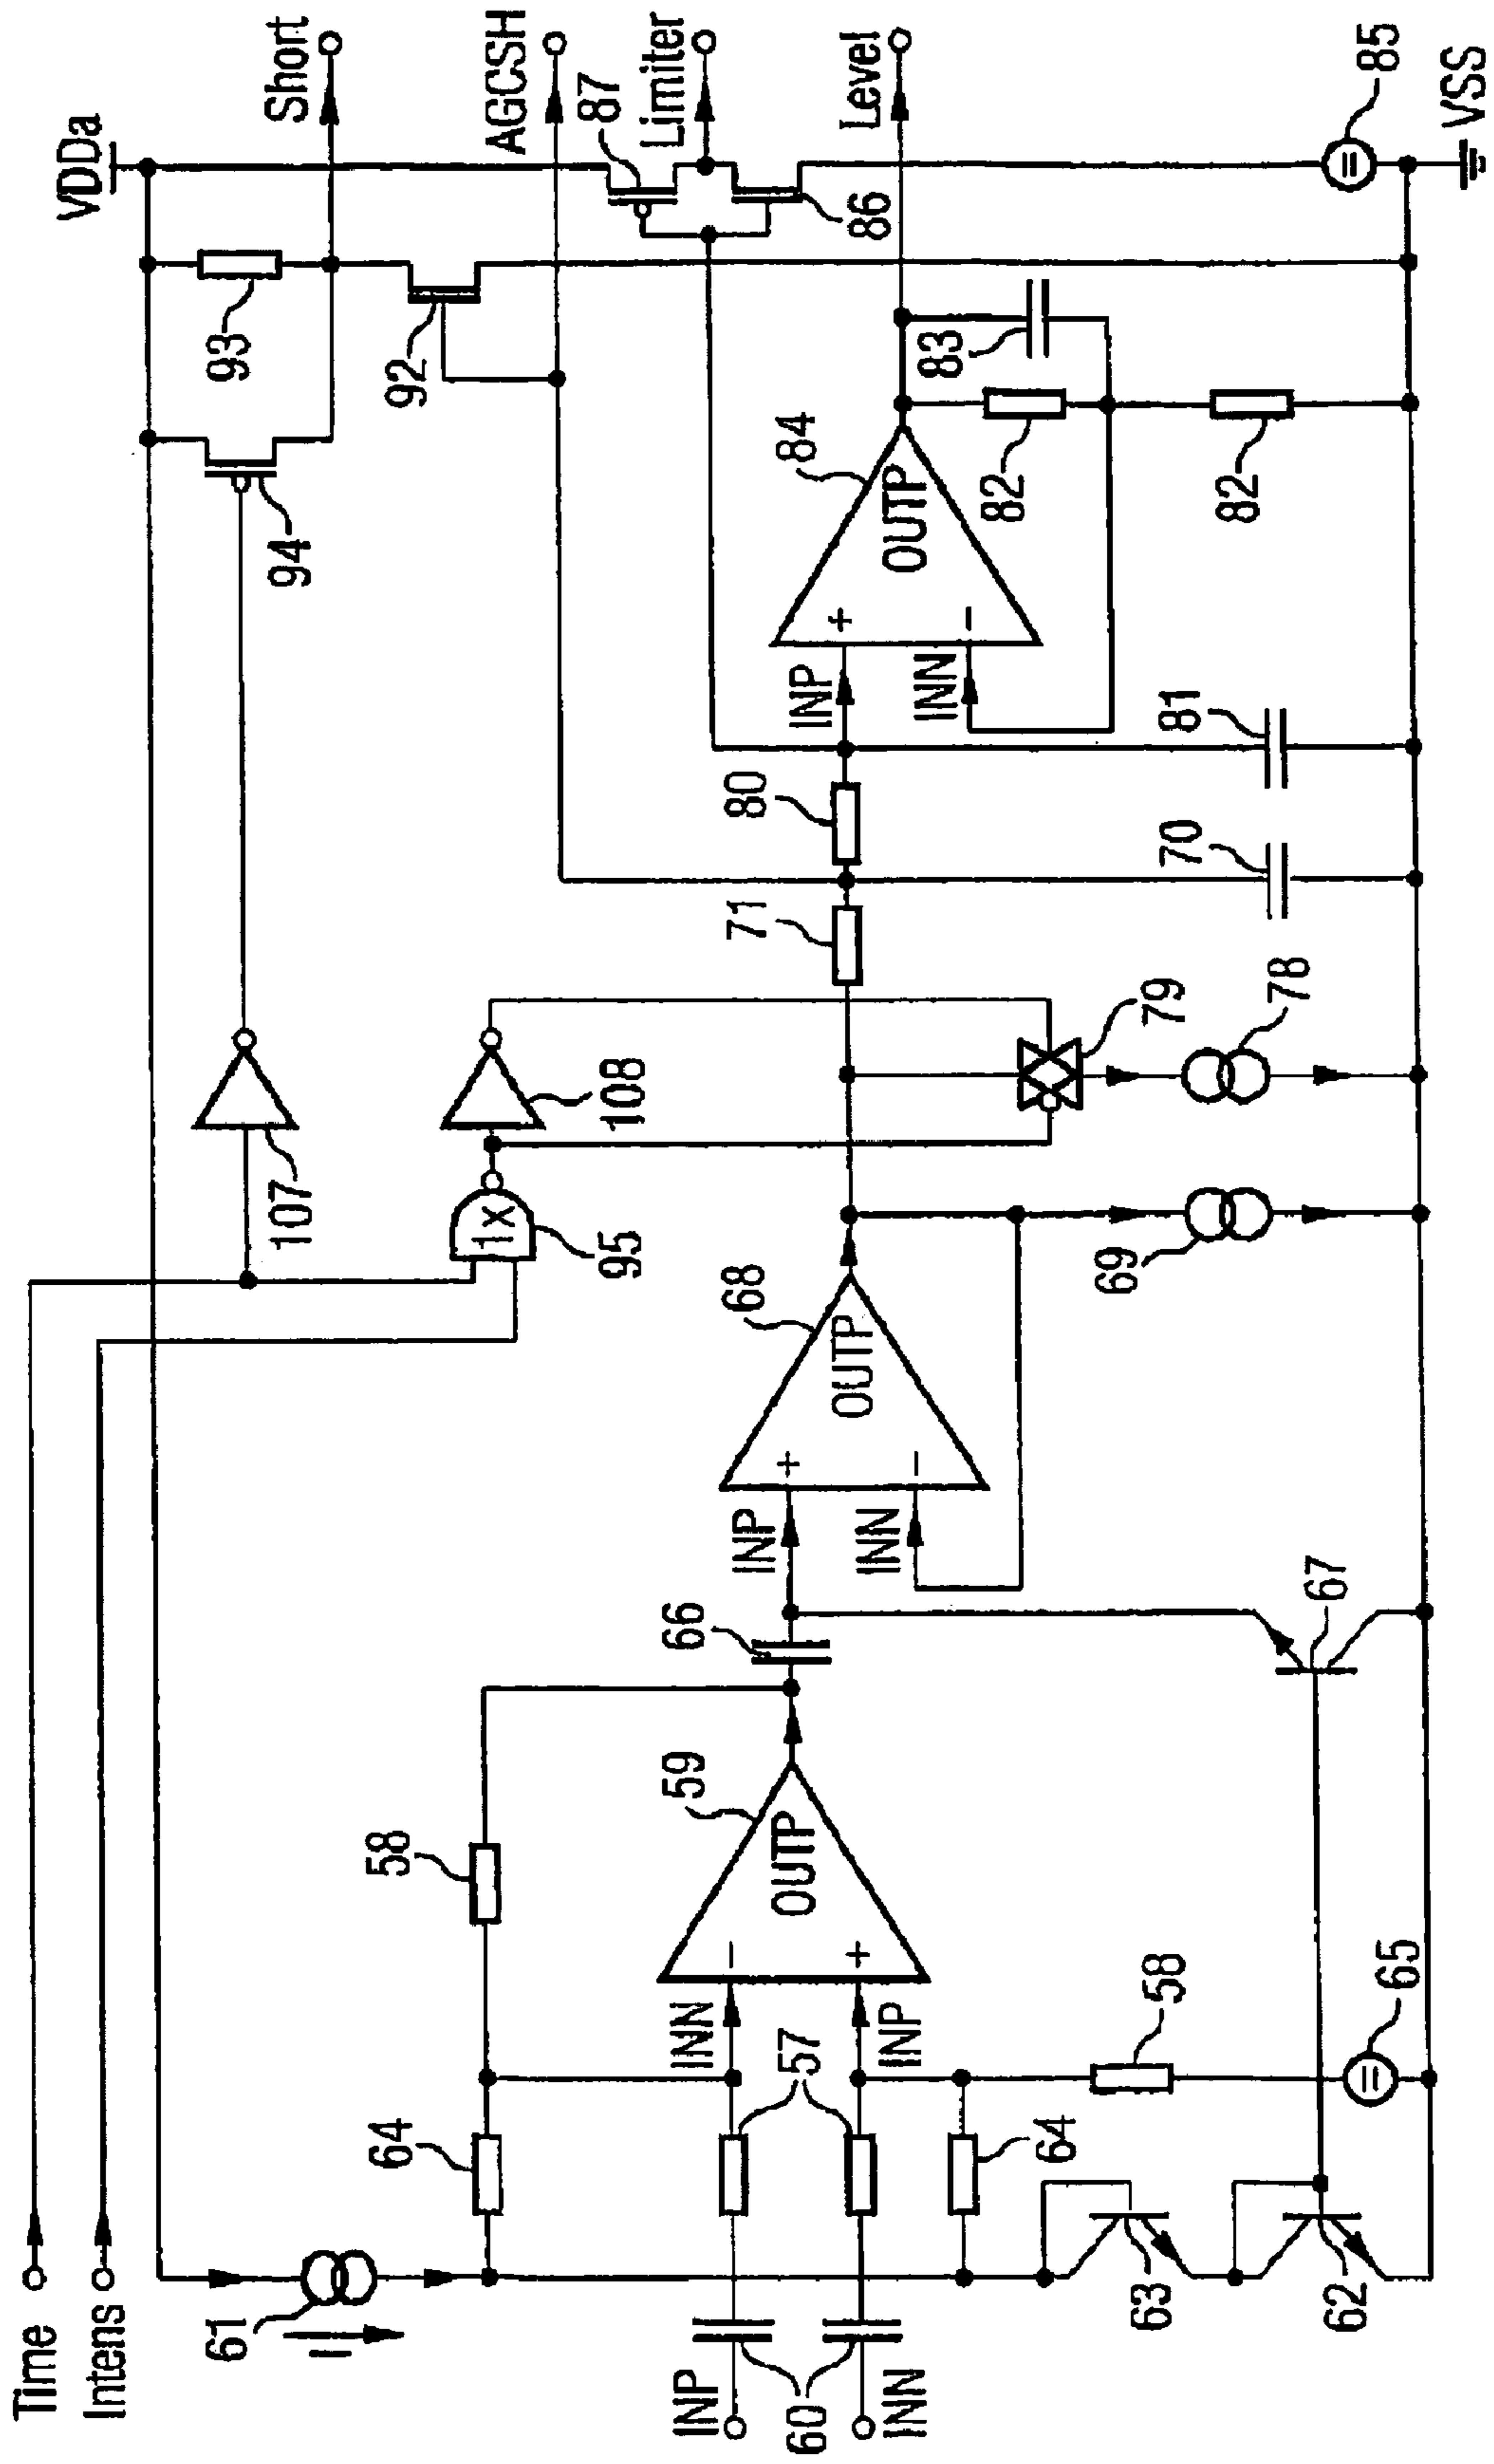 Time
Intens
61
I
INP
60
INN
64
57
64
63
62
INN
INP
58
58
65
59
- + OUTP
66
67
INP
INN
68
+ - OUTP
69
107
1x
95
108
79
78
71
70
80
81
INP
INN
84
+ - OUTP
82
82
83
94
93
92
87
86
85
VDDa
VSS
Short
AGCSH
Limiter
Level